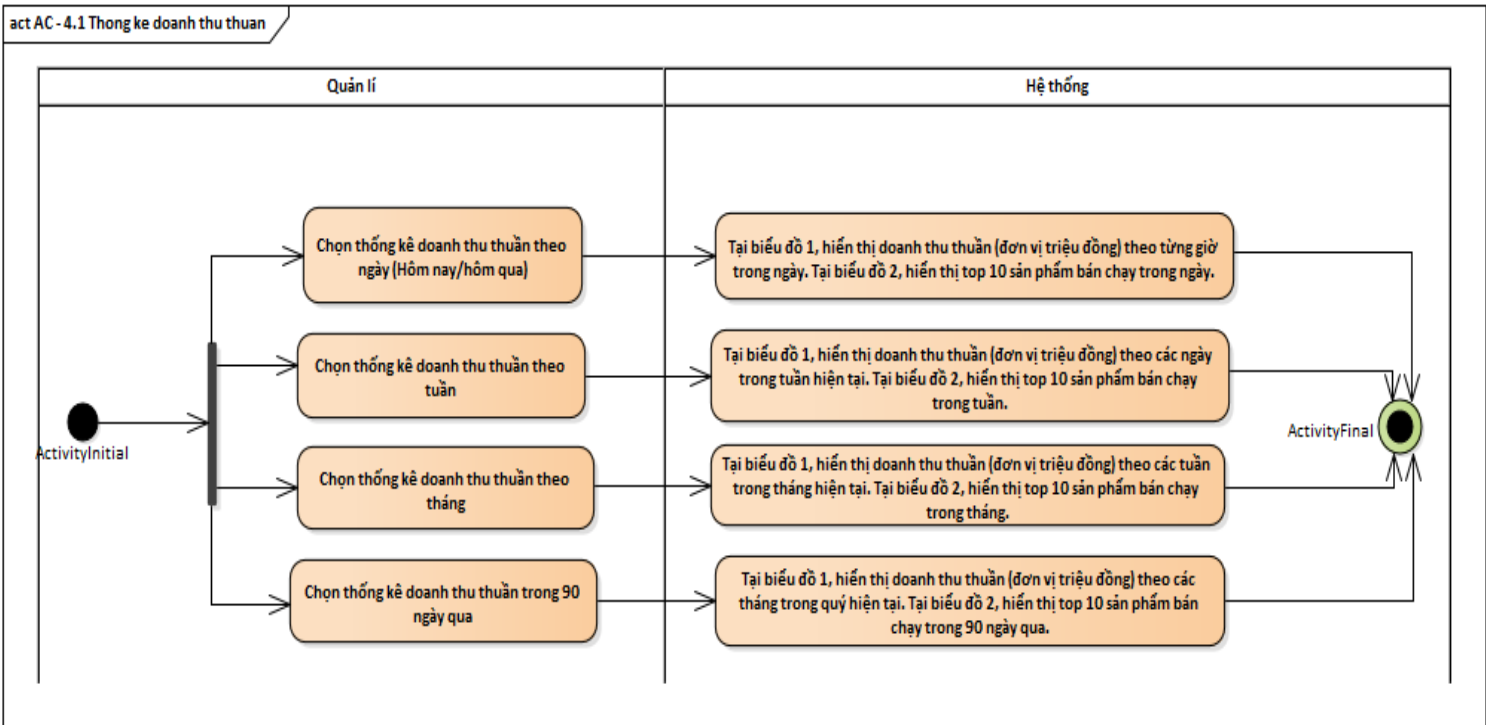 act AC - 4.1 Thong ke doanh thu thuan
Quản lí
Hệ thống
Chọn thống kê doanh thu thuần theo
ngày (Hôm nay/hôm qua)
Tại biểu đồ 1, hiển thị doanh thu thuần (đơn vị triệu đồng) theo từng giờ
trong ngày. Tại biểu đồ 2, hiển thị top 10 sản phẩm bán chạy trong ngày.
Chọn thống kê doanh thu thuần theo
tuần
Tại biểu đồ 1, hiển thị doanh thu thuần (đơn vị triệu đồng) theo các ngày
trong tuần hiện tại. Tại biểu đồ 2, hiển thị top 10 sản phẩm bán chạy
trong tuần.
ActivityInitial
ActivityFinal
Chọn thống kê doanh thu thuần theo
tháng
Tại biểu đồ 1, hiển thị doanh thu thuần (đơn vị triệu đồng) theo các tuần
trong tháng hiện tại. Tại biểu đồ 2, hiển thị top 10 sản phẩm bán chạy
trong tháng.
Chọn thống kê doanh thu thuần trong 90
ngày qua
Tại biểu đồ 1, hiển thị doanh thu thuần (đơn vị triệu đồng) theo các
tháng trong quý hiện tại. Tại biểu đồ 2, hiển thị top 10 sản phẩm bán
chạy trong 90 ngày qua.